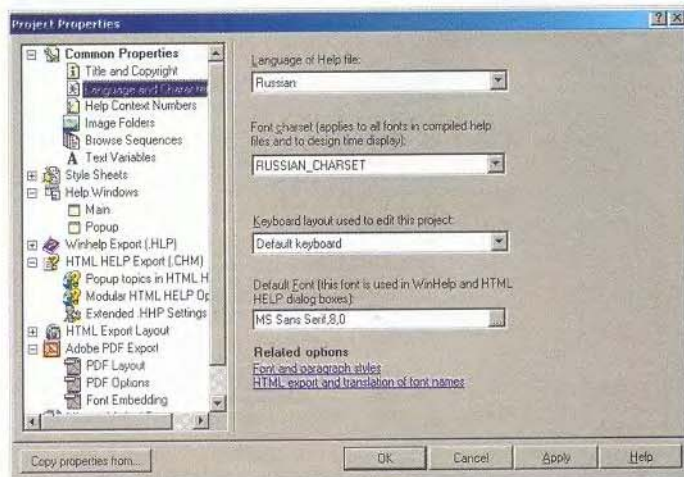 Project Properties
Common Properties
Title and Copyright
Language and Character
Help Context Numbers
Image Folders
Browse Sequences
Text Variables
Style Sheets
Help Windows
Main
Popup
Winhelp Export (.HLP)
HTML HELP Export (.CHM)
Popup topics in HTML H
Modular HTML HELP Op
Extended .HHP Settings
HTML Export Layout
Adobe PDF Export
PDF Layout
PDF Options
Font Embedding
Language of Help file:
Russian
Font charset (applies to all fonts in compiled help
files and to design time display):
RUSSIAN_CHARSET
Keyboard layout used to edit this project:
Default keyboard
Default Font (this font is used in WinHelp and HTML
HELP dialog boxes):
MS Sans Serif,8,0
...
Related options
Font and paragraph styles
HTML export and translation of font names
Copy properties from...
OK
Cancel
Apply
Help